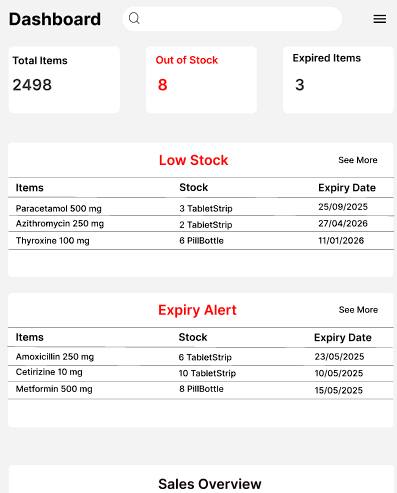 Dashboard
Total Items Out of Stock Expired Items
2498 8 3
Low Stock See More
Items Stock Expiry Date
Paracetamol 500 mg 3 TabletStrip 25/09/2025
Azithromycin 250 mg 2 TabletStrip 27/04/2026
Thyroxine 100 mg 6 PillBottle 11/01/2026
Expiry Alert See More
Items Stock Expiry Date
Amoxicillin 250 mg 6 TabletStrip 23/05/2025
Cetirizine 10 mg 10 TabletStrip 10/05/2025
Metformin 500 mg 8 PillBottle 15/05/2025
Sales Overview